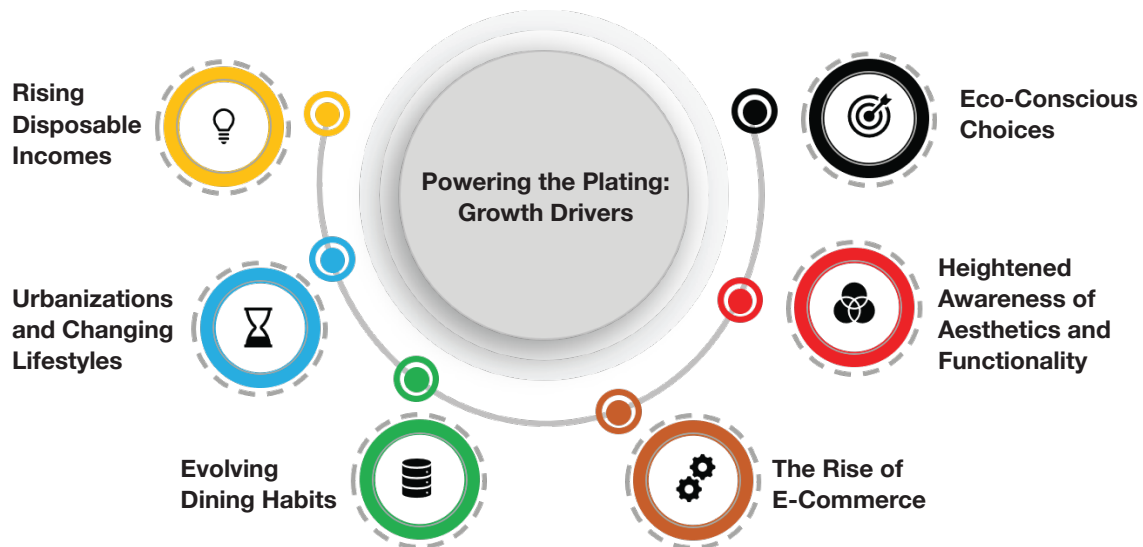 Powering the Plating:
Growth Drivers
Rising
Disposable
Incomes
Urbanizations
and Changing
Lifestyles
Evolving
Dining Habits
The Rise of
E-Commerce
Heightened
Awareness of
Aesthetics and
Functionality
Eco-Conscious
Choices